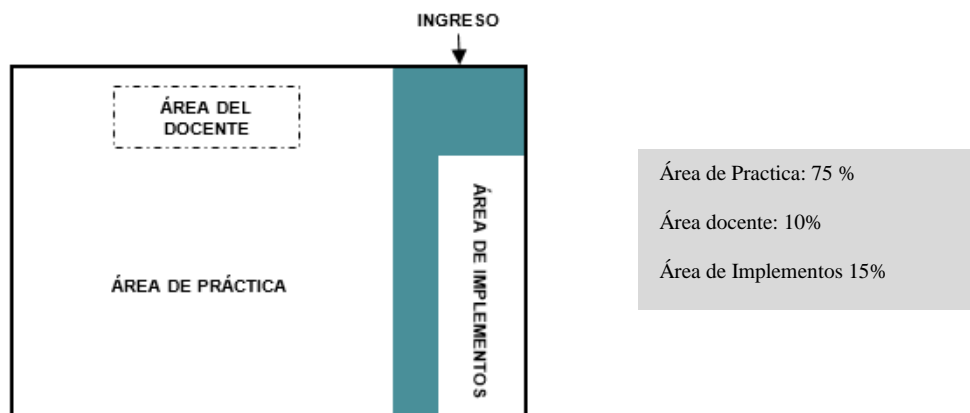 INGRESO
ÁREA DEL
DOCENTE
ÁREA DE PRÁCTICA
ÁREA DE IMPLEMENTOS
Área de Practica: 75 %
Área docente: 10%
Área de Implementos 15%